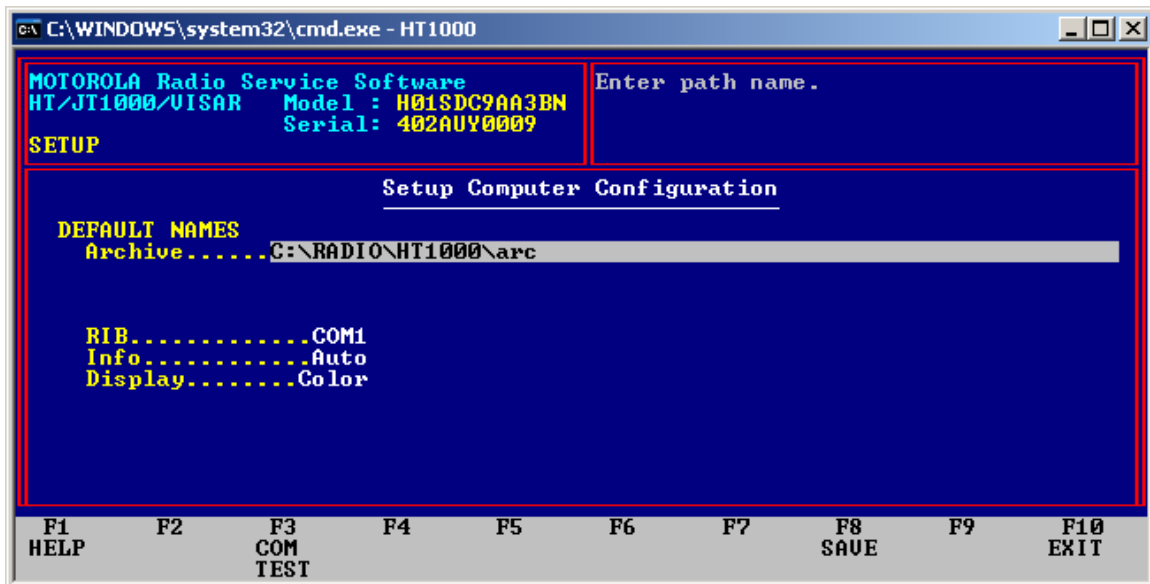 C:\WINDOWS\system32\cmd.exe - HT1000
MOTOROLA Radio Service Software
HT/JT1000/VISAR Model : H01SDC9AA3BN
Serial: 402AUY0009
SETUP
Enter path name.
Setup Computer Configuration
DEFAULT NAMES
Archive......C:\RADIO\HT1000\arc
RIB.............COM1
Info............Auto
Display........Color
F1 F2 F3 F4 F5 F6 F7 F8 F9 F10
HELP COM SAVE EXIT
TEST